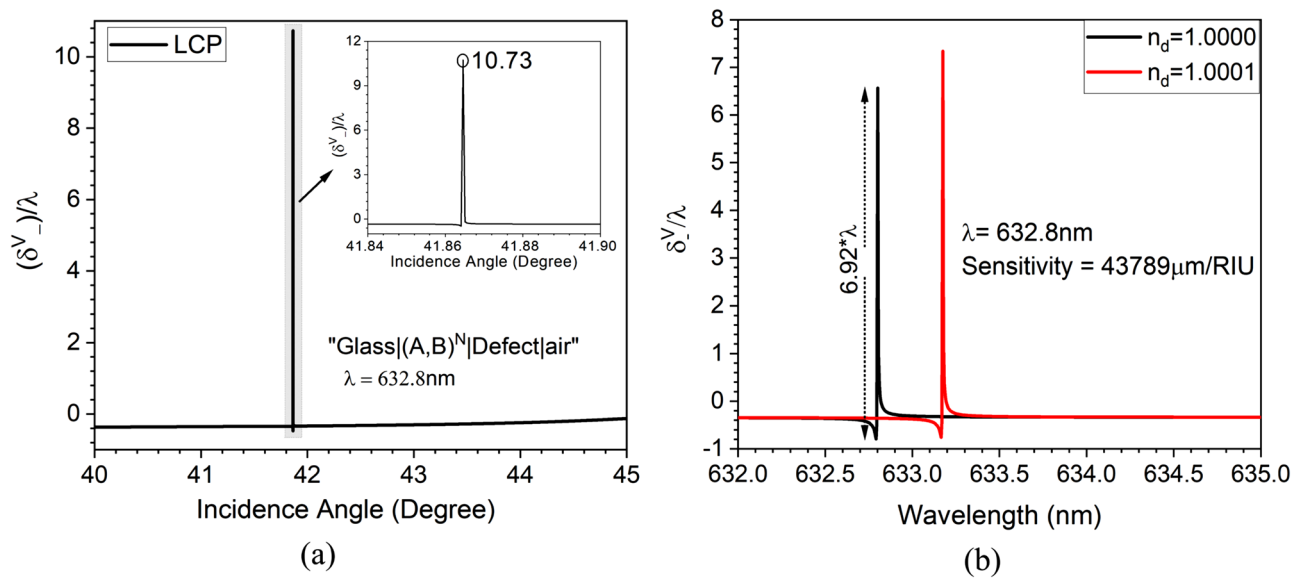 LCP
10.73
12
9
6
3
0
41.84
41.86
41.88
41.90
(δⱽ₋)/λ
Incidence Angle (Degree)
"Glass|(A,B)ᴺ|Defect|air"
λ = 632.8nm
10
8
6
4
2
0
40
41
42
43
44
45
(δⱽ₋)/λ
Incidence Angle (Degree)
(a)
n_d=1.0000
n_d=1.0001
6.92*λ
λ= 632.8nm
Sensitivity = 43789μm/RIU
8
7
6
5
4
3
2
1
0
-1
632.0
632.5
633.0
633.5
634.0
634.5
635.0
δ₋ⱽ/λ
Wavelength (nm)
(b)